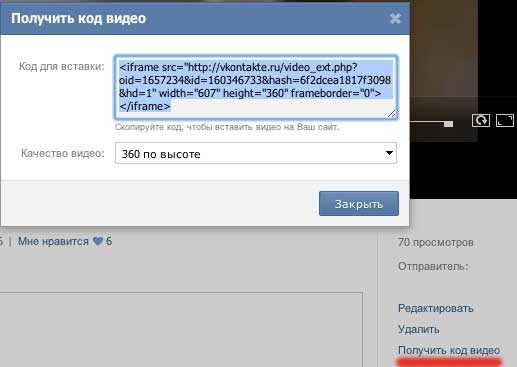 Получить код видео
Код для вставки:
<iframe src="http://vkontakte.ru/video_ext.php?
oid=1657234&id=160346733&hash=6f2dcea1817f3098
&hd=1" width="607" height="360" frameborder="0">
</iframe>
Скопируйте код, чтобы вставить видео на Ваш сайт.
Качество видео:
360 по высоте
Закрыть
6 | Мне нравится 6
70 просмотров
Отправитель:
Редактировать
Удалить
Получить код видео